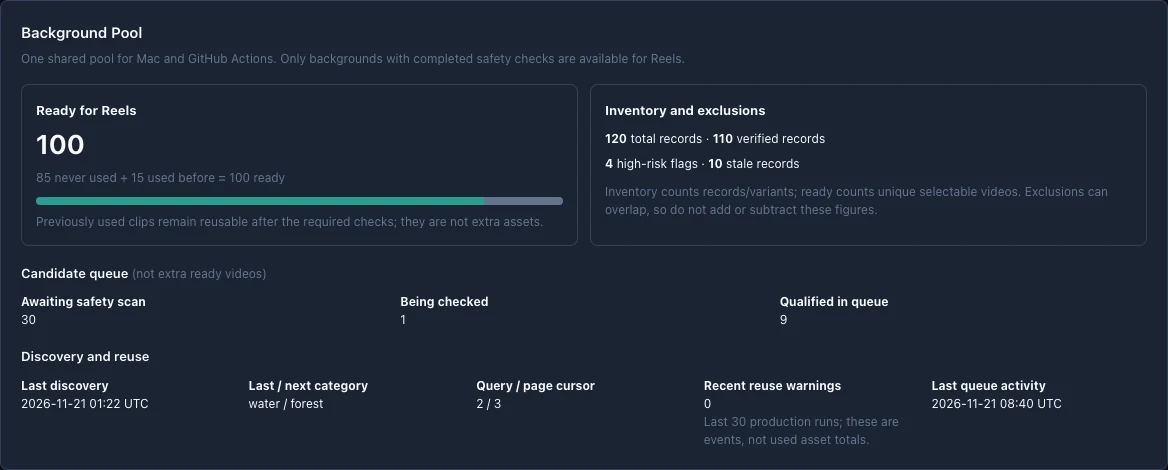 Background Pool
One shared pool for Mac and GitHub Actions. Only backgrounds with completed safety checks are available for Reels.
Ready for Reels
100
85 never used + 15 used before = 100 ready
Previously used clips remain reusable after the required checks; they are not extra assets.
Inventory and exclusions
120 total records · 110 verified records
4 high-risk flags · 10 stale records
Inventory counts records/variants; ready counts unique selectable videos. Exclusions can
overlap, so do not add or subtract these figures.
Candidate queue (not extra ready videos)
Awaiting safety scan
30
Being checked
1
Qualified in queue
9
Discovery and reuse
Last discovery
2026-11-21 01:22 UTC
Last / next category
water / forest
Query / page cursor
2 / 3
Recent reuse warnings
0
Last 30 production runs; these are
events, not used asset totals.
Last queue activity
2026-11-21 08:40 UTC